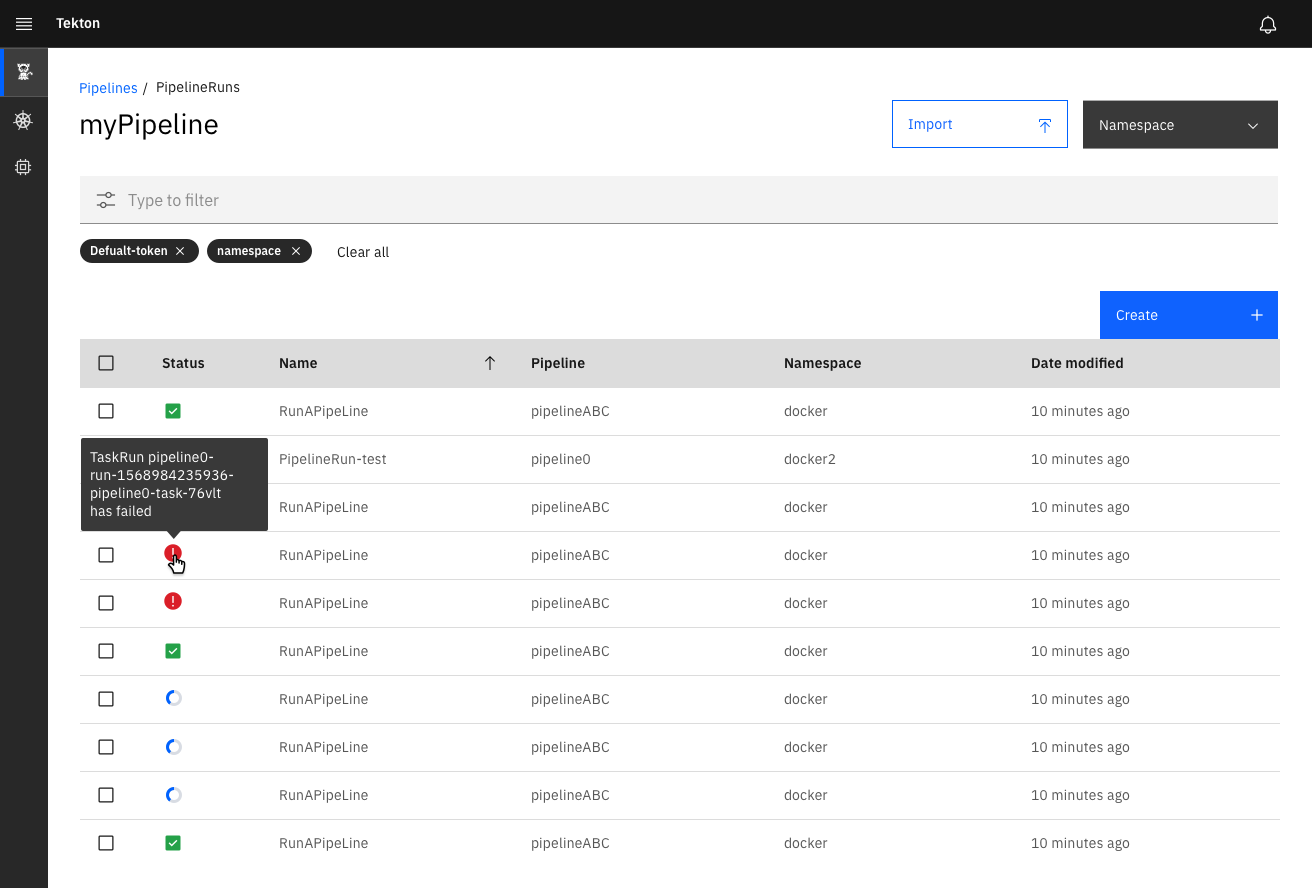 Tekton
Pipelines / PipelineRuns
myPipeline
Import
Namespace
Type to filter
Defualt-token
namespace
Clear all
Create
Status Name Pipeline Namespace Date modified
RunAPipeLine pipelineABC docker 10 minutes ago
TaskRun pipeline0-
run-1568984235936-
pipeline0-task-76vlt
has failed
PipelineRun-test pipeline0 docker2 10 minutes ago
RunAPipeLine pipelineABC docker 10 minutes ago
RunAPipeLine pipelineABC docker 10 minutes ago
RunAPipeLine pipelineABC docker 10 minutes ago
RunAPipeLine pipelineABC docker 10 minutes ago
RunAPipeLine pipelineABC docker 10 minutes ago
RunAPipeLine pipelineABC docker 10 minutes ago
RunAPipeLine pipelineABC docker 10 minutes ago
RunAPipeLine pipelineABC docker 10 minutes ago